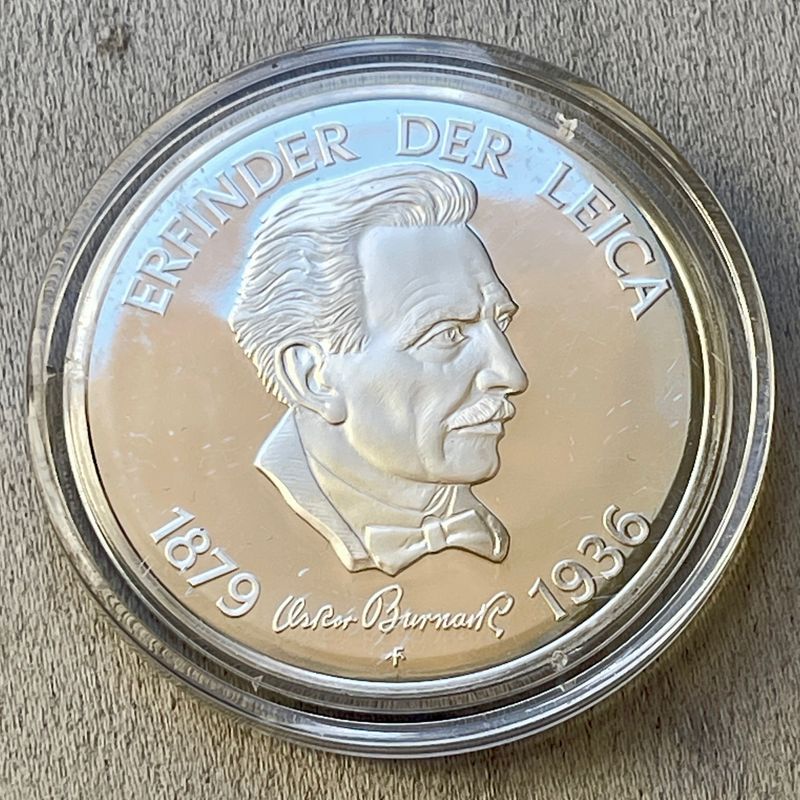 ERFINDER DER LEICA
1879
Oskar Barnack
1936
F